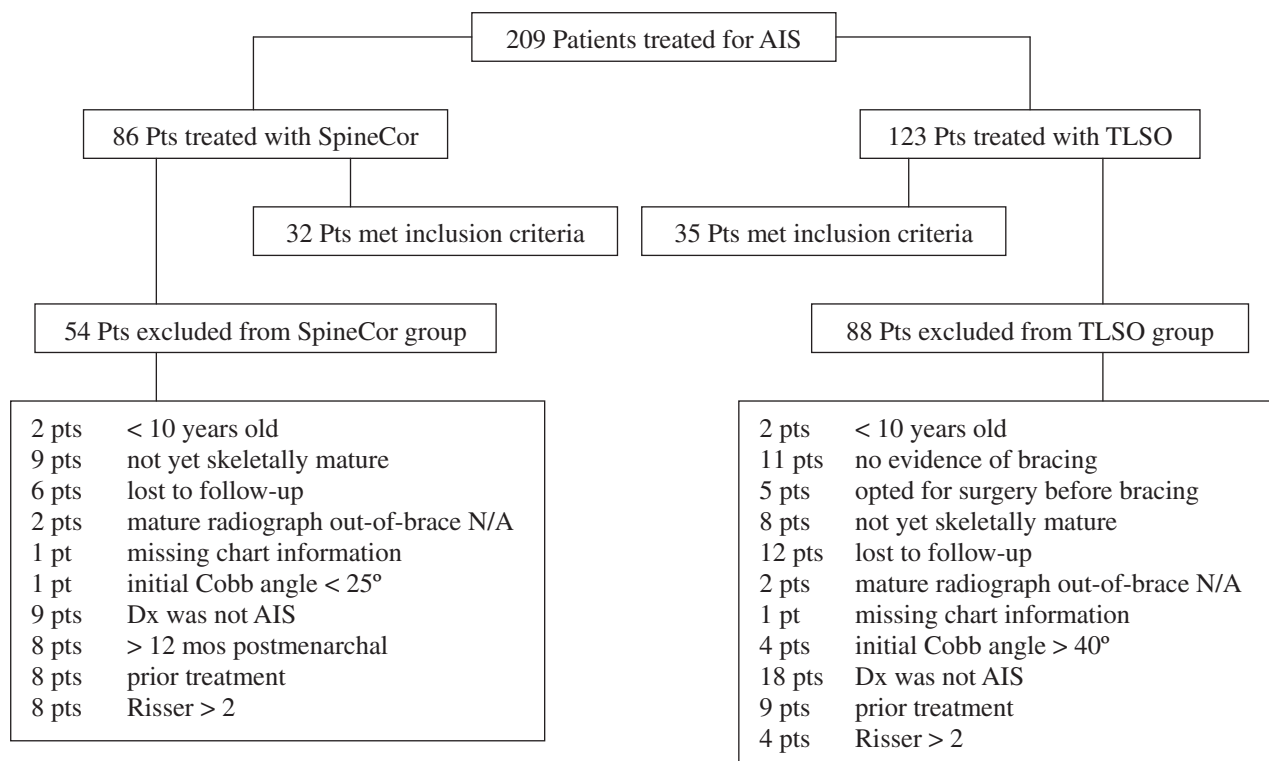 209 Patients treated for AIS
86 Pts treated with SpineCor
123 Pts treated with TLSO
32 Pts met inclusion criteria
35 Pts met inclusion criteria
54 Pts excluded from SpineCor group
88 Pts excluded from TLSO group
2 pts < 10 years old
9 pts not yet skeletally mature
6 pts lost to follow-up
2 pts mature radiograph out-of-brace N/A
1 pt missing chart information
1 pt initial Cobb angle < 25º
9 pts Dx was not AIS
8 pts > 12 mos postmenarchal
8 pts prior treatment
8 pts Risser > 2
2 pts < 10 years old
11 pts no evidence of bracing
5 pts opted for surgery before bracing
8 pts not yet skeletally mature
12 pts lost to follow-up
2 pts mature radiograph out-of-brace N/A
1 pt missing chart information
4 pts initial Cobb angle > 40º
18 pts Dx was not AIS
9 pts prior treatment
4 pts Risser > 2